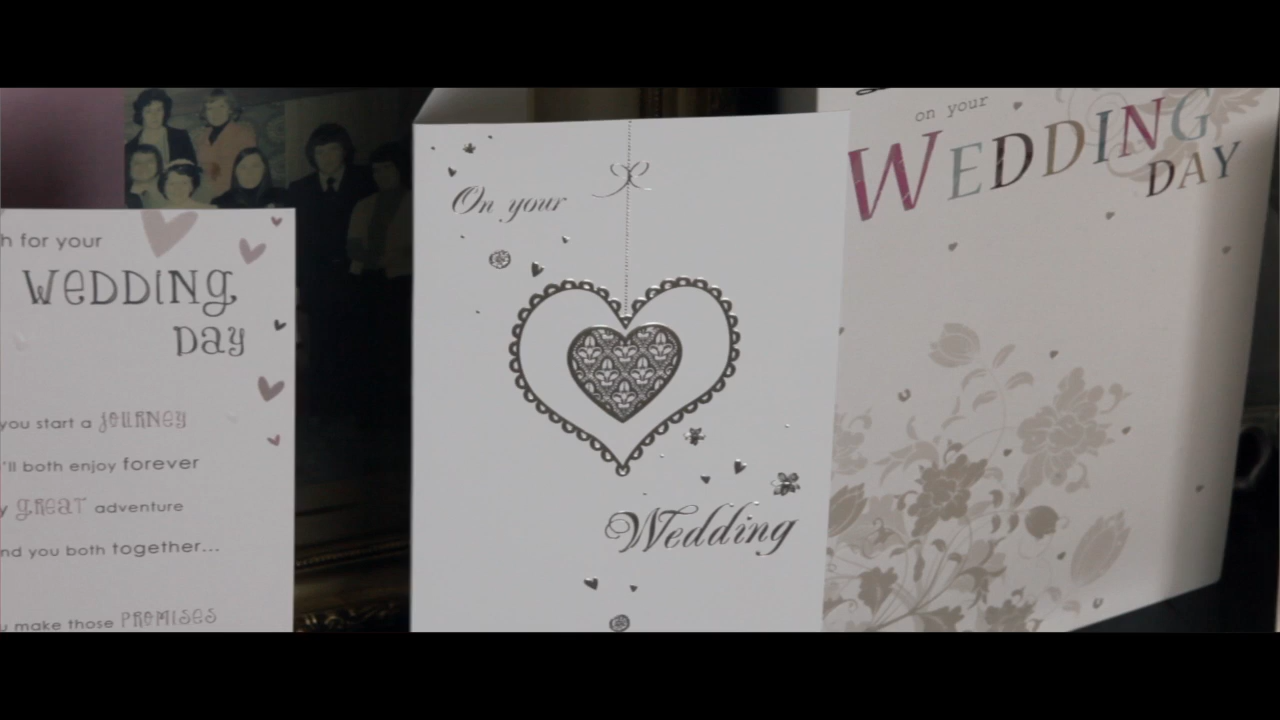 h for your
WEDDING
Day
you start a JOURNEY
'll both enjoy forever
y GREAT adventure
nd you both together...
u make those PROMISES
On your
Wedding
on your
WEDDING
DAY